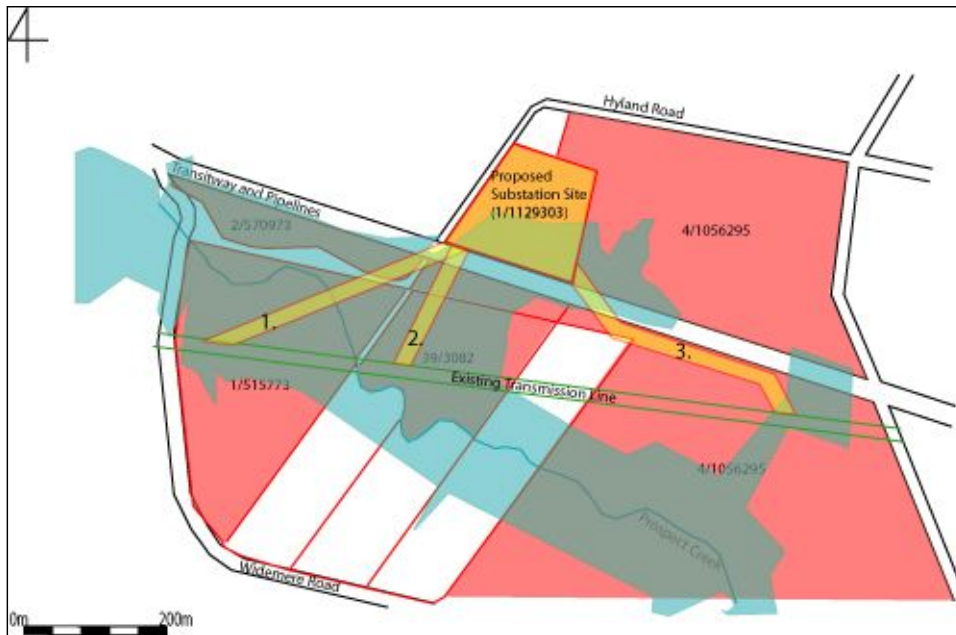 Hyland Road
Transitway and Pipelines
Proposed
Substation Site
(1/1129303)
2/570973
4/1056295
1.
2.
3.
39/3082
1/515773
Existing Transmission Line
4/1056295
Prospect Creek
Widemere Road
0m
200m